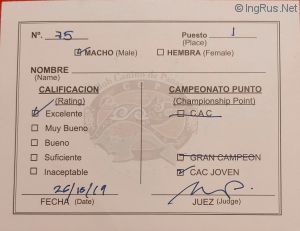 © IngRus.Net
Nº. 75 Puesto 1
(Place)
MACHO (Male) HEMBRA (Female)
NOMBRE
(Name)
CALIFICACION CAMPEONATO PUNTO
(Rating) (Championship Point)
Excelente C.A.C.
Muy Bueno
Bueno
Suficiente GRAN CAMPEON
Inaceptable CAC JOVEN
26/10/19
FECHA (Date) JUEZ (Judge)